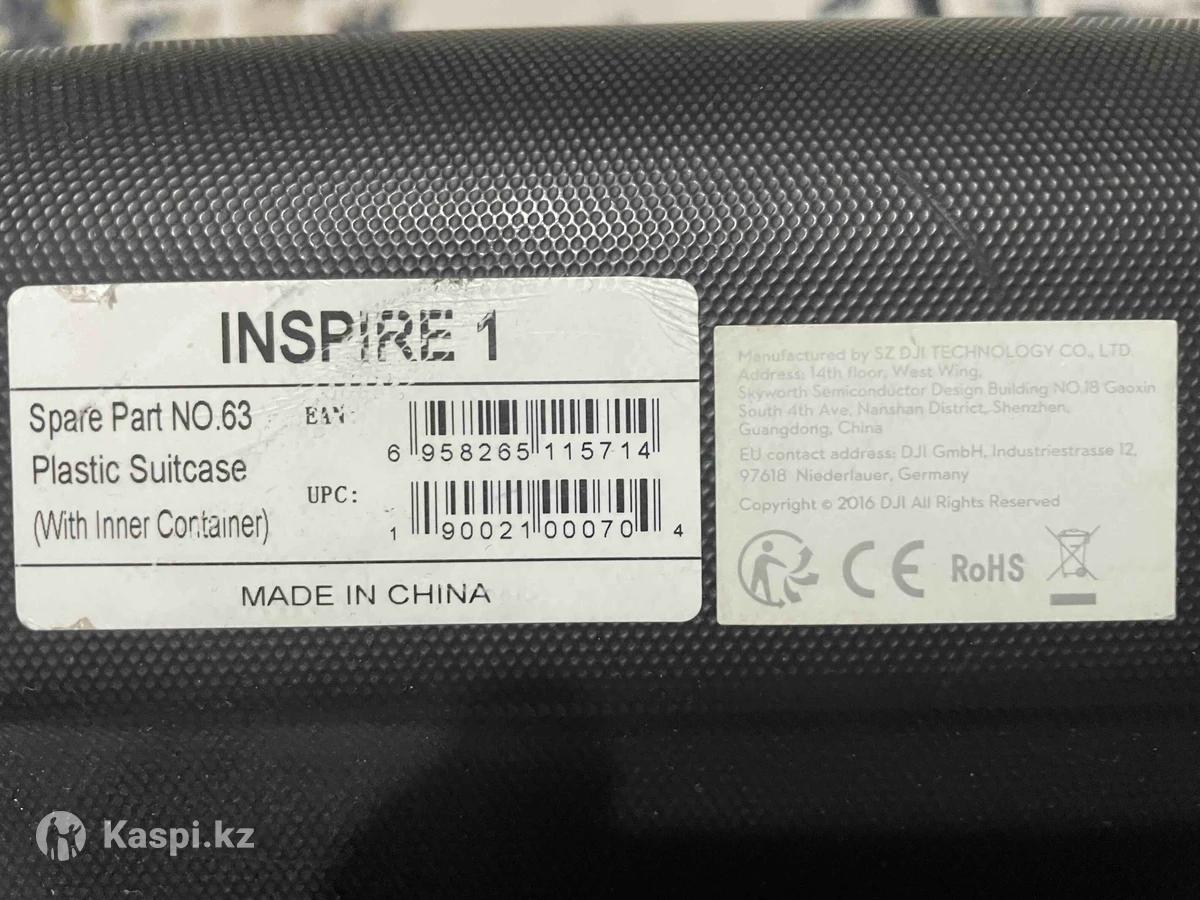 INSPIRE 1
Spare Part NO.63
Plastic Suitcase
(With Inner Container)
EAN:
6 958265 115714
UPC:
1 90021 00070 4
MADE IN CHINA
Manufactured by SZ DJI TECHNOLOGY CO., LTD.
Address: 14th floor, West Wing,
Skyworth Semiconductor Design Building NO.18 Gaoxin
South 4th Ave, Nanshan District, Shenzhen,
Guangdong, China
EU contact address: DJI GmbH, Industriestrasse 12,
97618 Niederlauer, Germany
Copyright © 2016 DJI All Rights Reserved
CE RoHS
Kaspi.kz